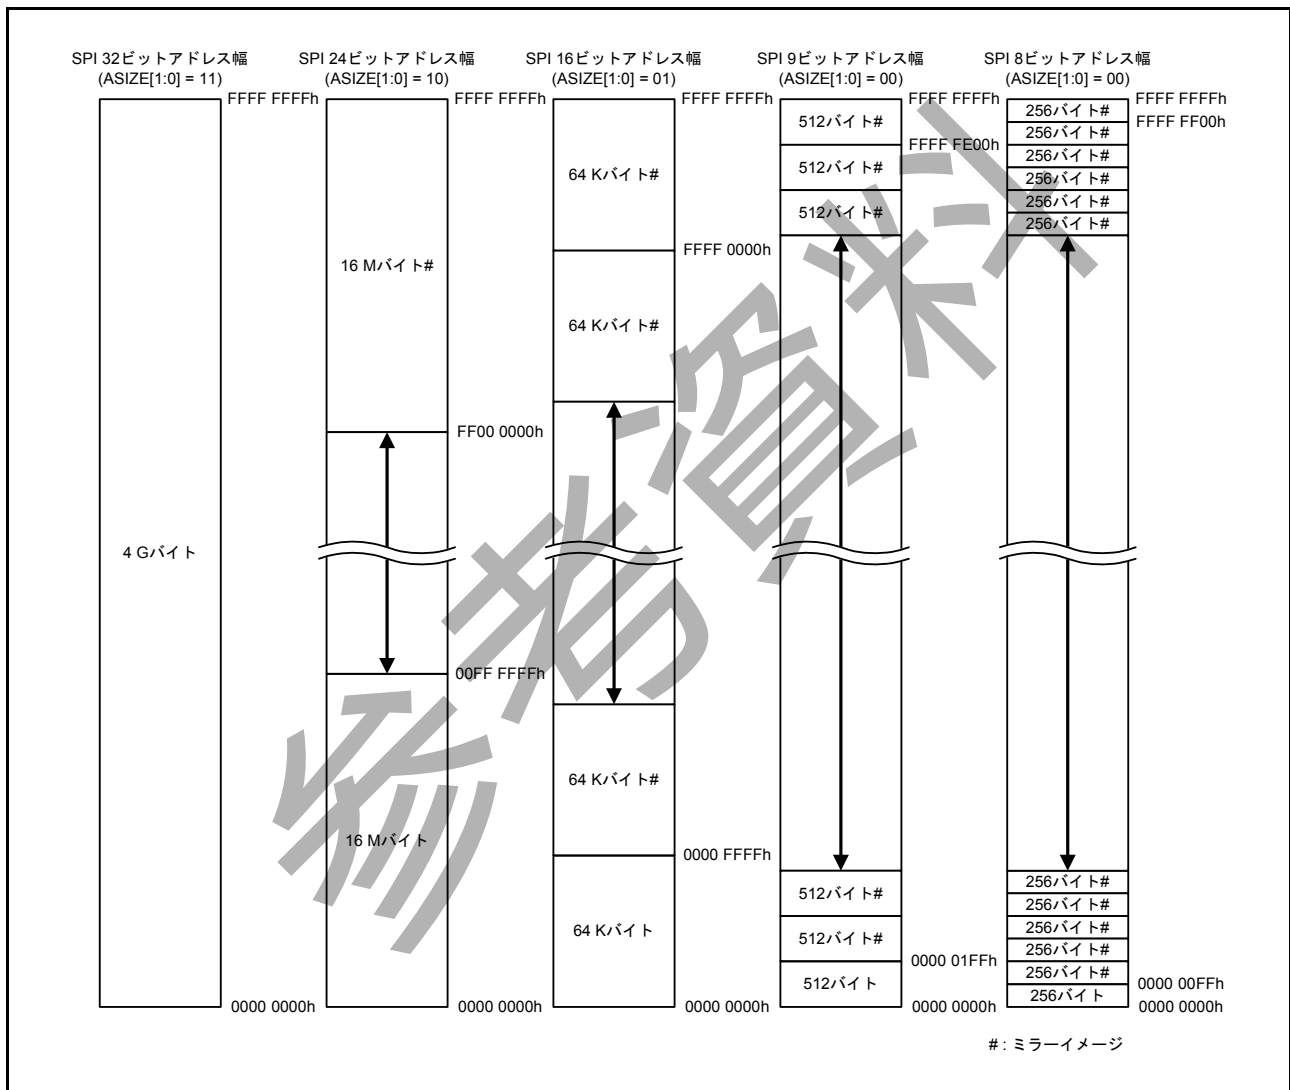 SPI 32ビットアドレス幅
(ASIZE[1:0] = 11)
FFFF FFFFh
4 Gバイト
0000 0000h
SPI 24ビットアドレス幅
(ASIZE[1:0] = 10)
FFFF FFFFh
16 Mバイト#
FF00 0000h
00FF FFFFh
16 Mバイト
0000 0000h
SPI 16ビットアドレス幅
(ASIZE[1:0] = 01)
FFFF FFFFh
64 Kバイト#
FFFF 0000h
64 Kバイト#
64 Kバイト#
0000 FFFFh
64 Kバイト
0000 0000h
SPI 9ビットアドレス幅
(ASIZE[1:0] = 00)
FFFF FFFFh
512バイト#
FFFF FE00h
512バイト#
512バイト#
512バイト#
512バイト#
0000 01FFh
512バイト
0000 0000h
SPI 8ビットアドレス幅
(ASIZE[1:0] = 00)
FFFF FFFFh
256バイト#
FFFF FF00h
256バイト#
256バイト#
256バイト#
256バイト#
256バイト#
256バイト#
256バイト#
256バイト#
256バイト#
256バイト#
0000 00FFh
256バイト
0000 0000h
# : ミラーイメージ
参考資料